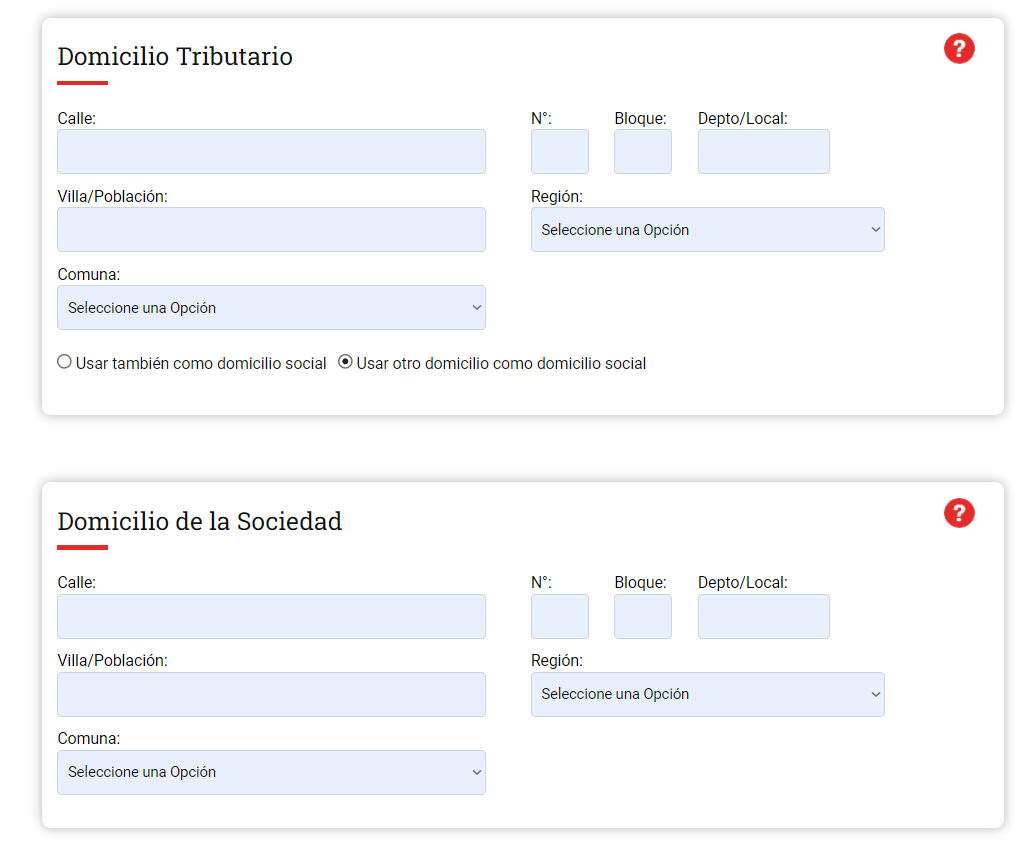 Domicilio Tributario
?
Calle: N°: Bloque: Depto/Local:
Villa/Población: Región:
Seleccione una Opción
Comuna:
Seleccione una Opción
Usar también como domicilio social Usar otro domicilio como domicilio social
Domicilio de la Sociedad
?
Calle: N°: Bloque: Depto/Local:
Villa/Población: Región:
Seleccione una Opción
Comuna:
Seleccione una Opción